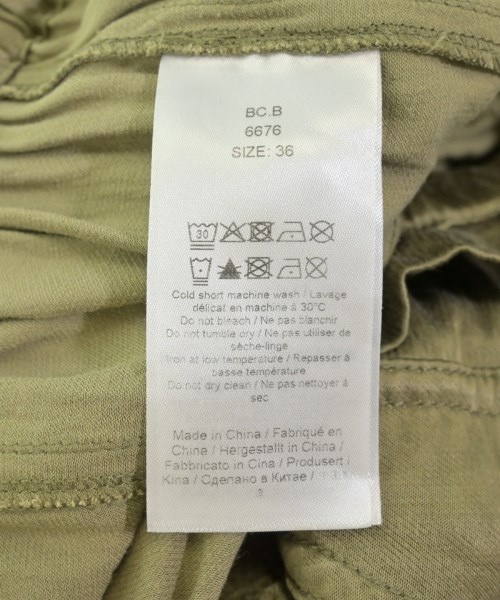 BC.B
6676
SIZE: 36
30
Cold short machine wash / Lavage
délicat en machine à 30°C
Do not bleach / Ne pas blanchir
Do not tumble dry / Ne pas utiliser de
sèche-linge
Iron at low temperature / Repasser à
basse température
Do not dry clean / Ne pas nettoyer à
sec
Made in China / Fabriqué en
China / Hergestellt in China /
Fabbricato in Cina / Produsert i
Kina / Сделано в Китае /